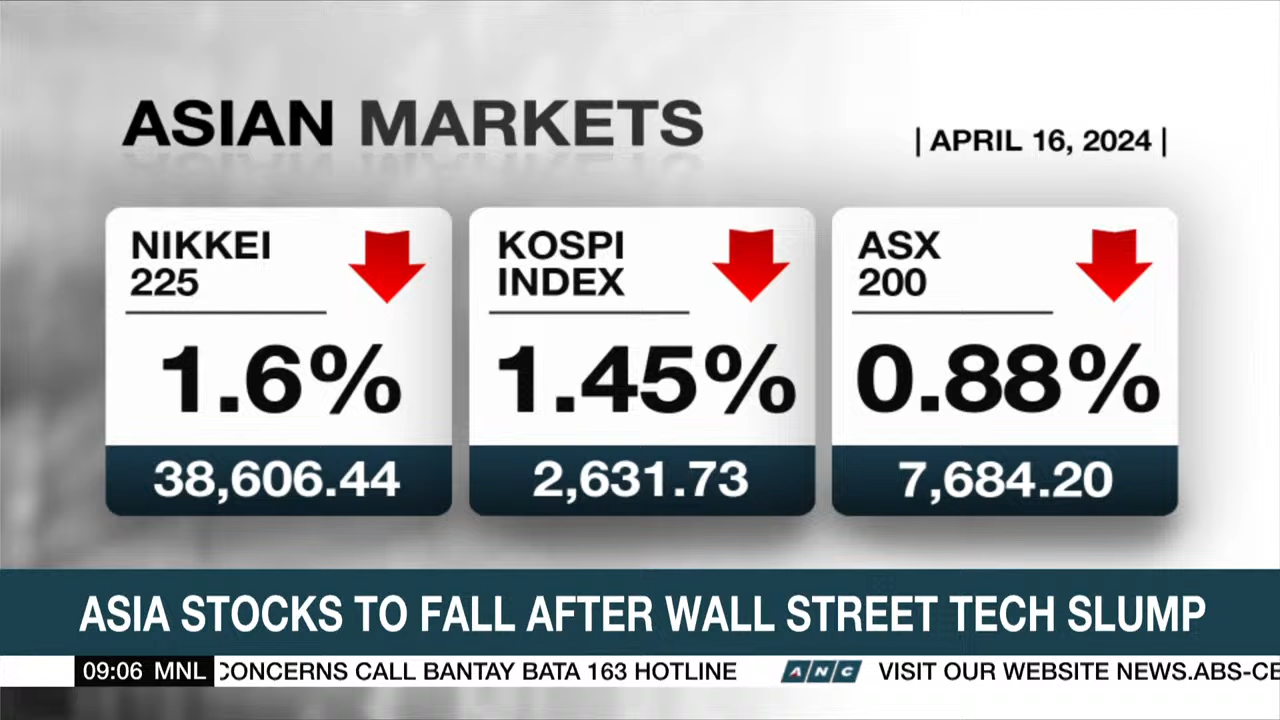 ASIAN MARKETS
| APRIL 16, 2024 |
NIKKEI
225
1.6%
38,606.44
KOSPI
INDEX
1.45%
2,631.73
ASX
200
0.88%
7,684.20
ASIA STOCKS TO FALL AFTER WALL STREET TECH SLUMP
09:06 MNL CONCERNS CALL BANTAY BATA 163 HOTLINE ANC VISIT OUR WEBSITE NEWS.ABS-CE